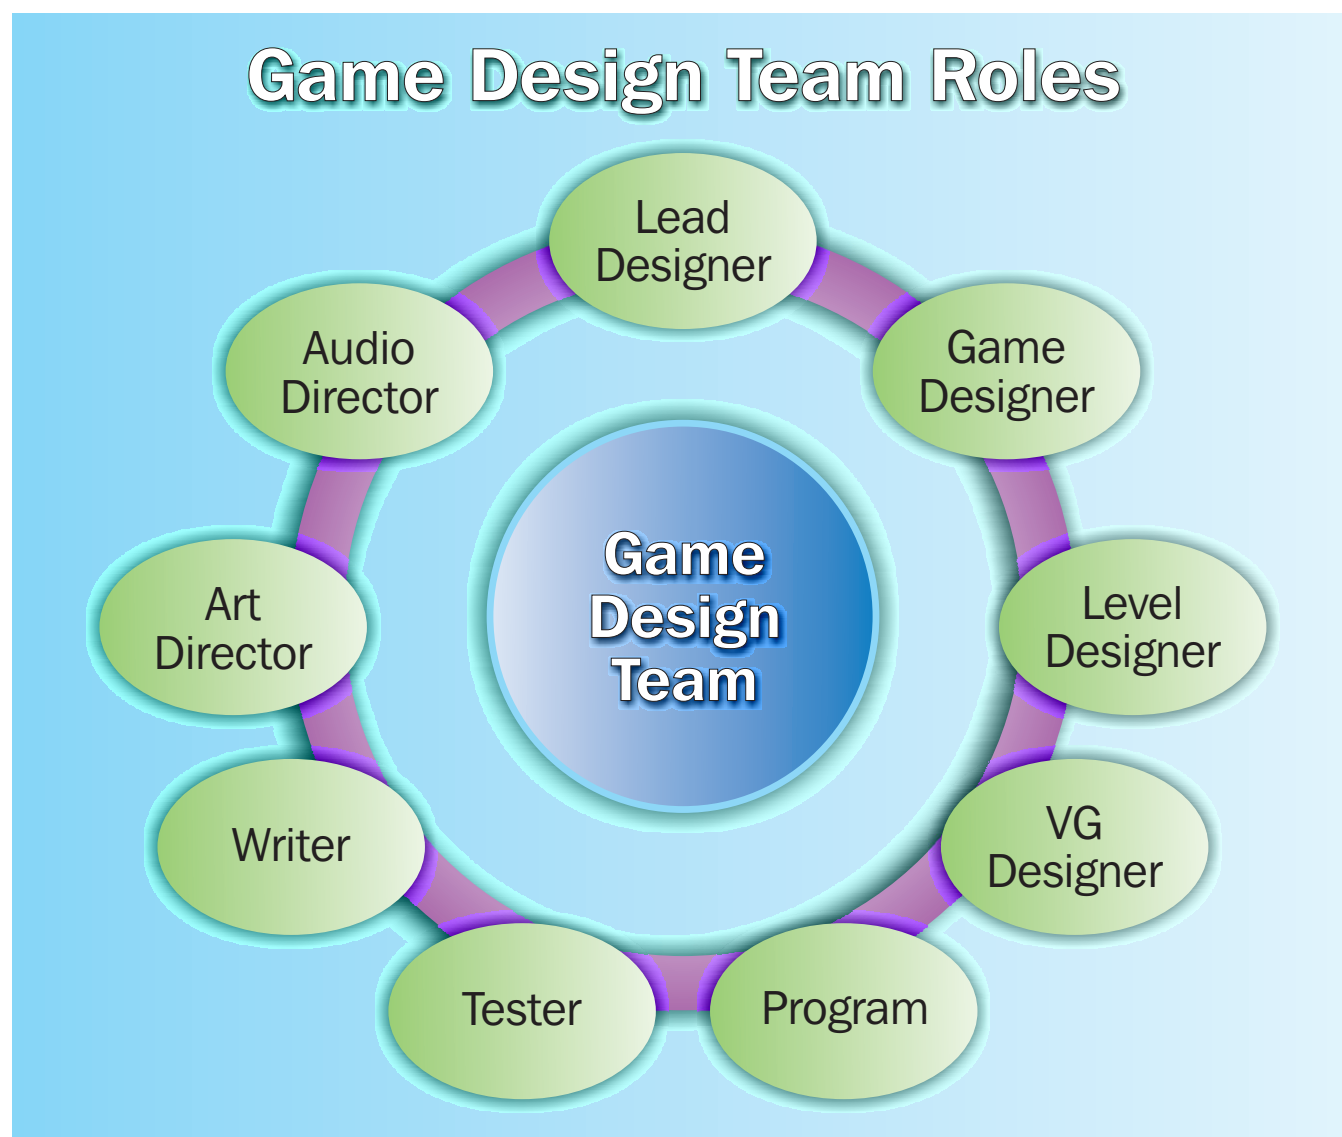 Game Design Team Roles
Lead
Designer
Game
Designer
Level
Designer
VG
Designer
Program
Tester
Writer
Art
Director
Audio
Director
Game
Design
Team